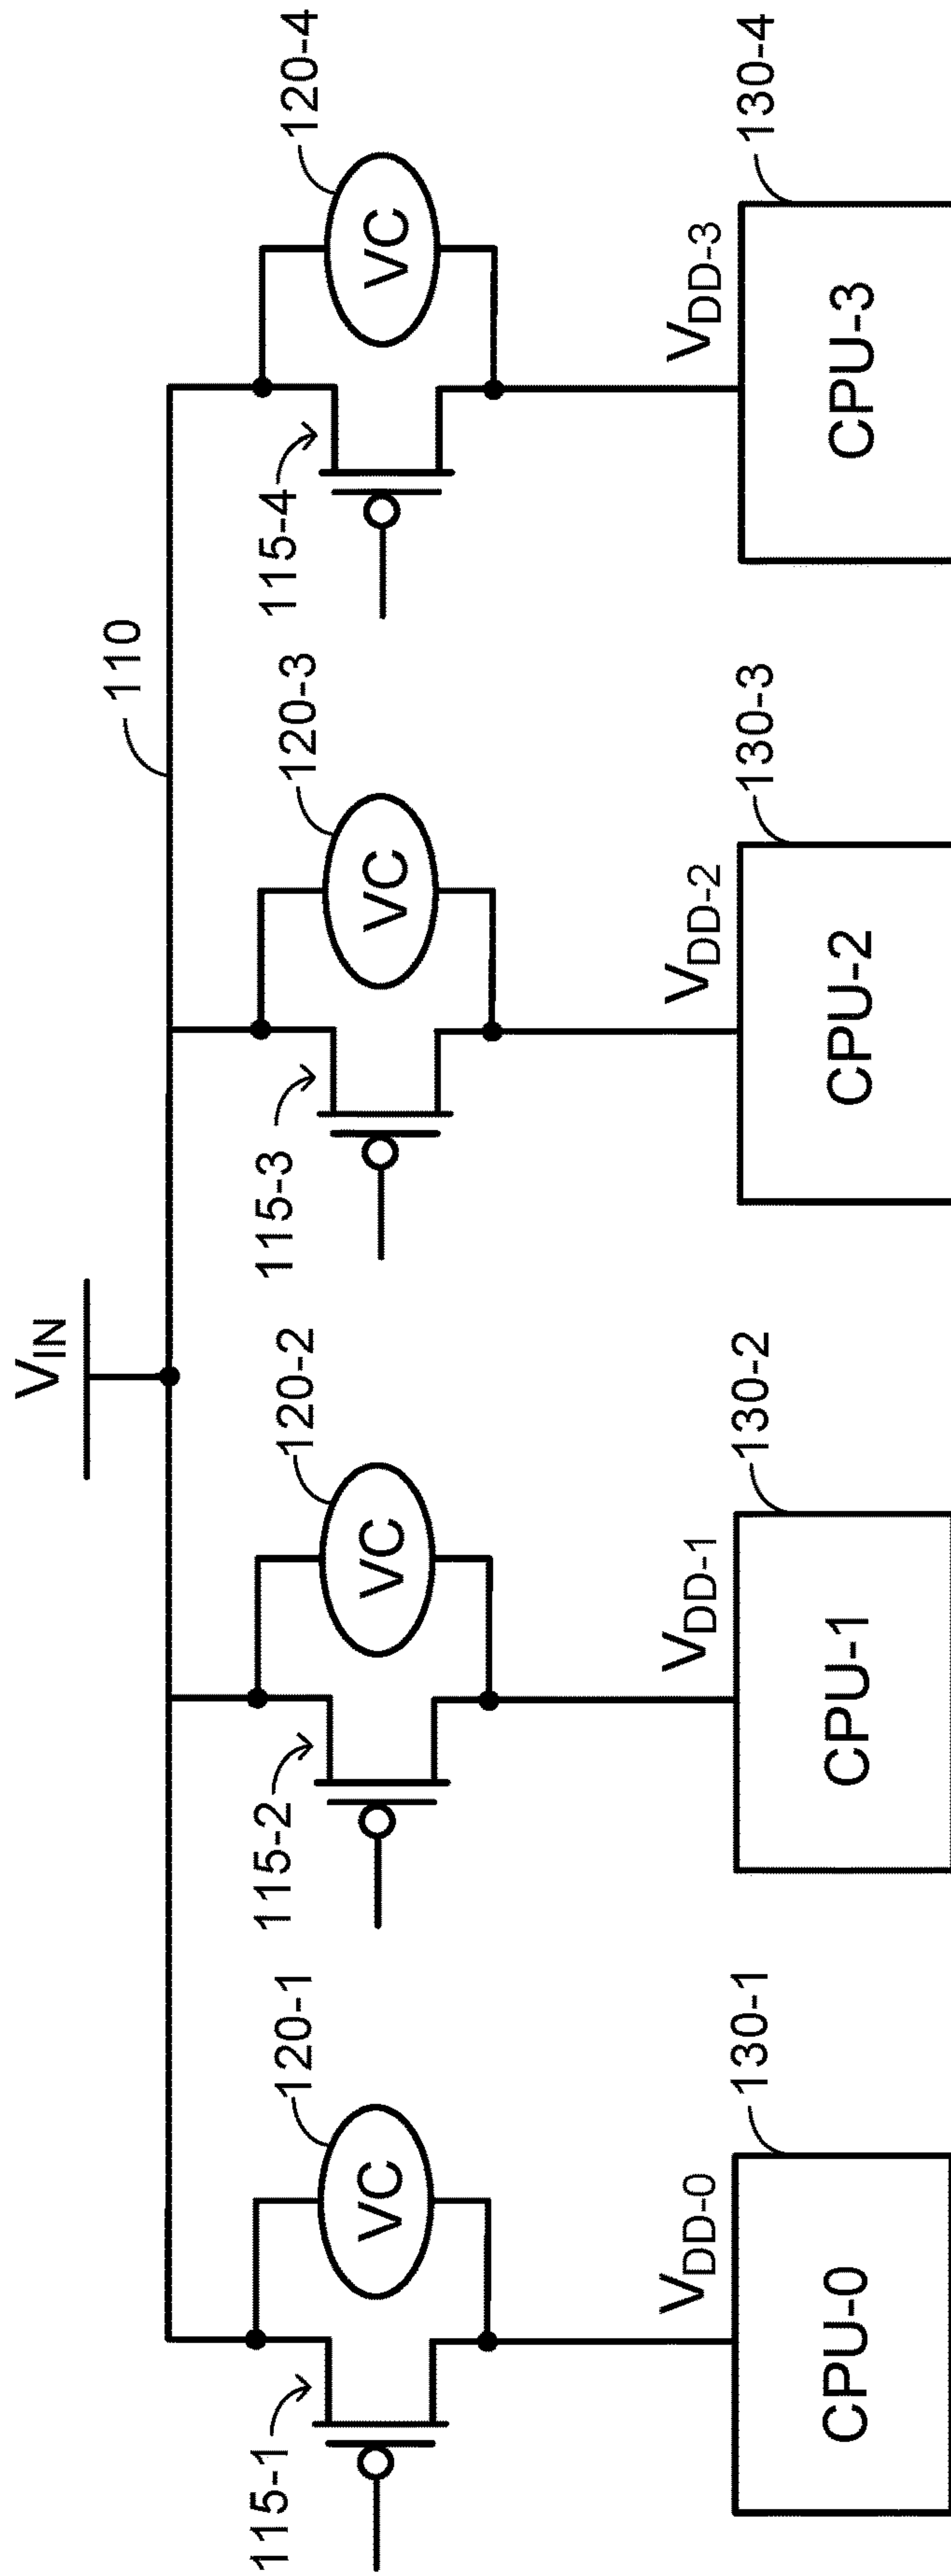 V_IN
110
120-1
120-2
120-3
120-4
VC
VC
VC
VC
115-1
115-2
115-3
115-4
V_DD-0
V_DD-1
V_DD-2
V_DD-3
130-1
130-2
130-3
130-4
CPU-0
CPU-1
CPU-2
CPU-3